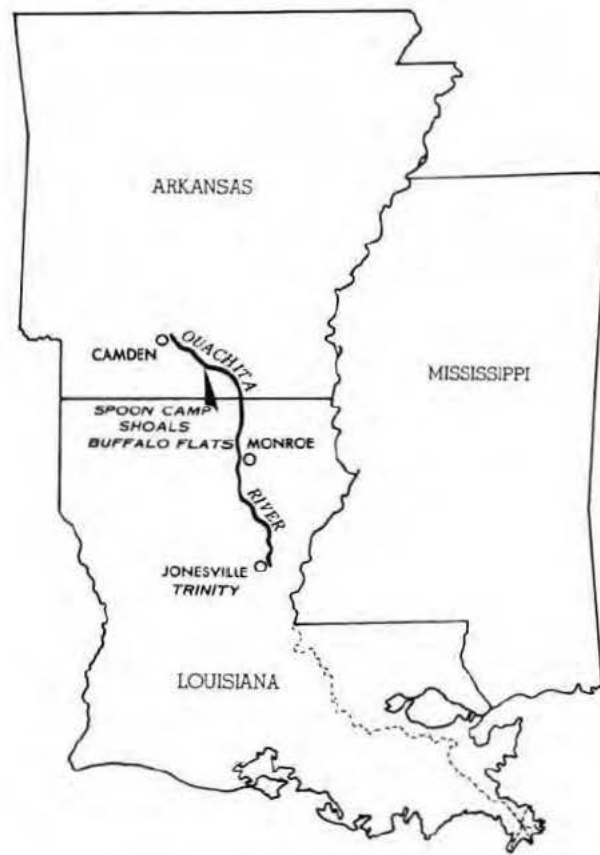 ARKANSAS
OUACHITA
CAMDEN
MISSISSIPPI
SPOON CAMP
SHOALS
BUFFALO FLATS
MONROE
RIVER
JONESVILLE
TRINITY
LOUISIANA